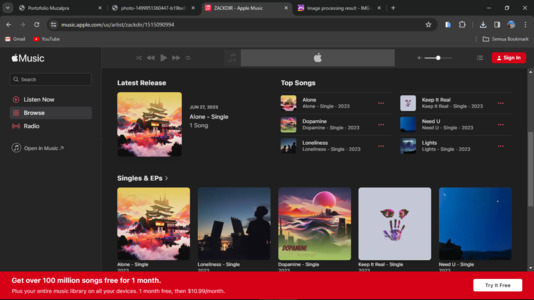 Portofolio Muzalpra
photo-1499951360447-b19be8
ZACKDIR - Apple Music
Image processing result - IMG
music.apple.com/us/artist/zackdir/1515090994
Gmail
YouTube
Semua Bookmark
Music
Sign In
Search
Listen Now
Browse
Radio
Open in Music ↗
Latest Release
JUN 27, 2023
Alone - Single
1 Song
Top Songs
Alone
Alone - Single · 2023
Keep It Real
Keep It Real - Single · 2023
Dopamine
Dopamine - Single · 2023
Need U
Need U - Single · 2023
Loneliness
Loneliness - Single · 2023
Lights
Lights - Single · 2023
Singles & EPs >
DOPAMINE
Alone - Single
2023
Loneliness - Single
2023
Dopamine - Single
2023
Keep It Real - Single
2023
Need U - Single
2023
Get over 100 million songs free for 1 month.
Plus your entire music library on all your devices. 1 month free, then $10.99/month.
Try It Free